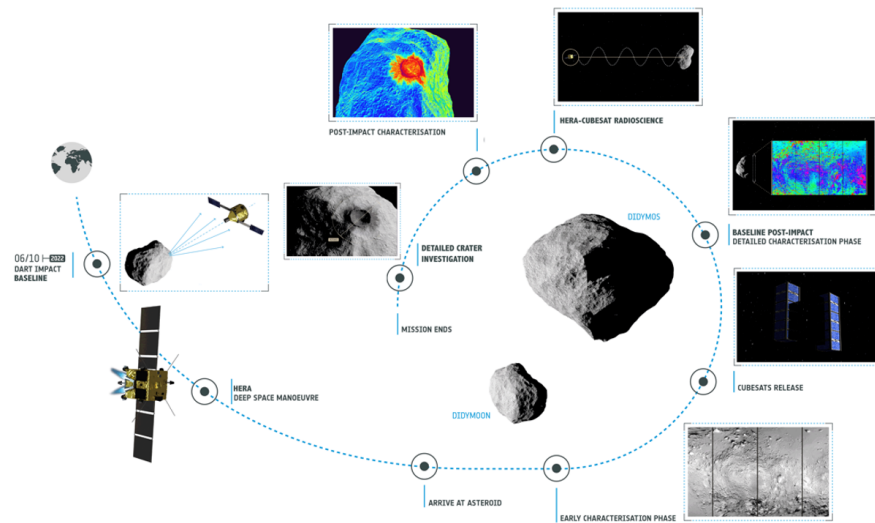 POST-IMPACT CHARACTERISATION
HERA-CUBESAT RADIOSCIENCE
DIDYMOS
BASELINE POST-IMPACT
DETAILED CHARACTERISATION PHASE
06/10 2022
DART IMPACT
BASELINE
DETAILED CRATER
INVESTIGATION
MISSION ENDS
HERA
DEEP SPACE MANOEUVRE
DIDYMOON
CUBESATS RELEASE
ARRIVE AT ASTEROID
EARLY CHARACTERISATION PHASE